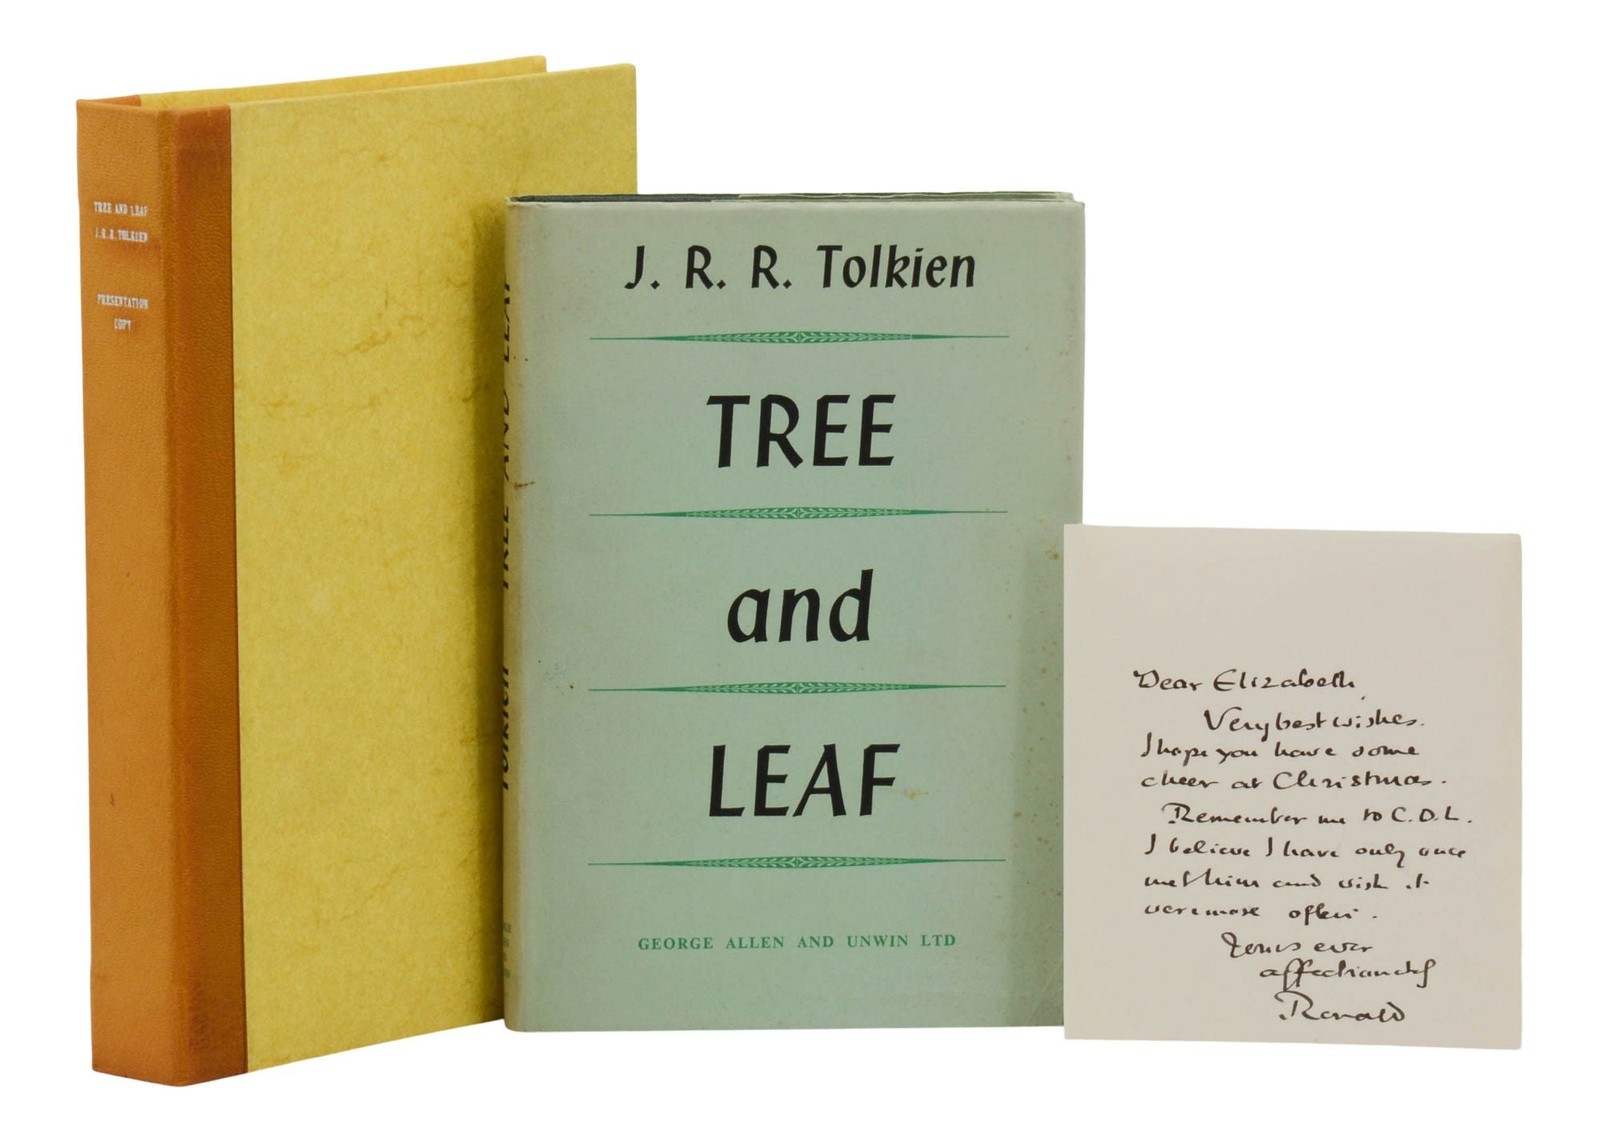 TREE AND LEAF
J.R.R. TOLKIEN
PRESENTATION
COPY
Tolkien TREE AND LEAF
J. R. R. Tolkien
TREE
and
LEAF
GEORGE ALLEN AND UNWIN LTD
Dear Elizabeth,
Very best wishes.
I hope you have some
cheer at Christmas.
Remember me to C.D.L.
I believe I have only once
met him and wish it
were more often.
Yours ever
affectionately
Ronald